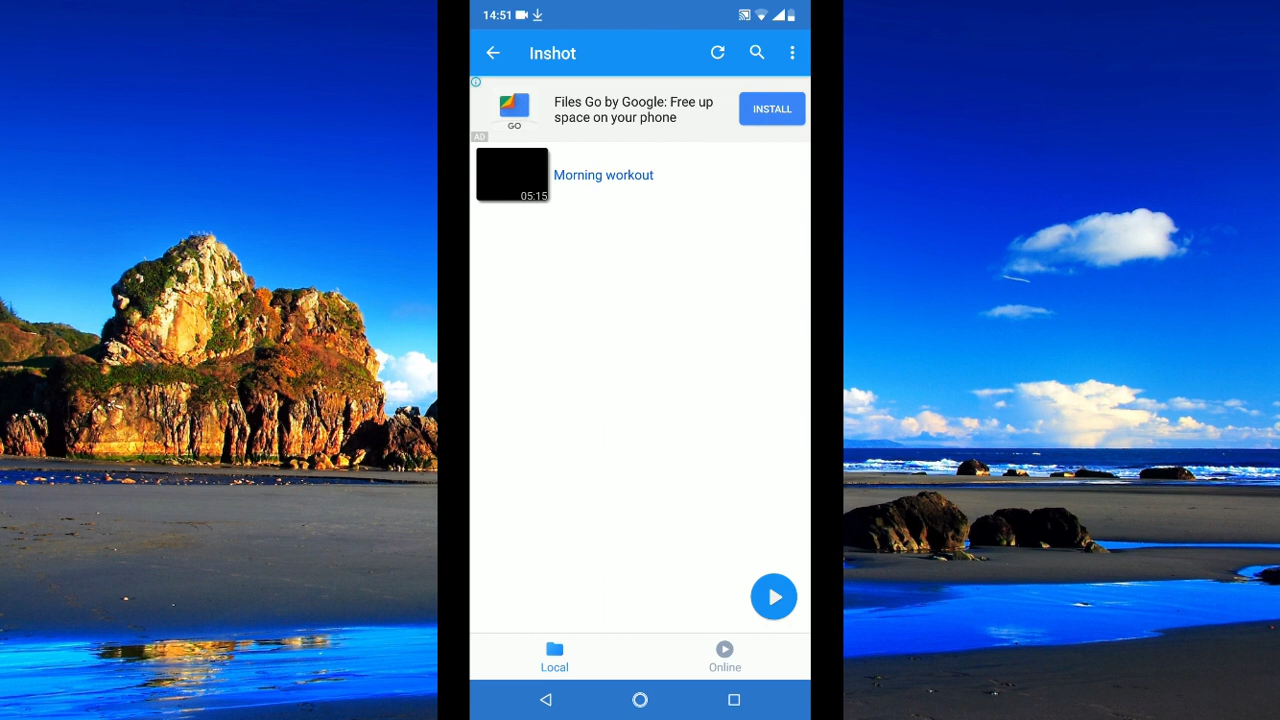 14:51
Inshot
Files Go by Google: Free up
space on your phone
INSTALL
GO
AD
05:15
Morning workout
Local
Online